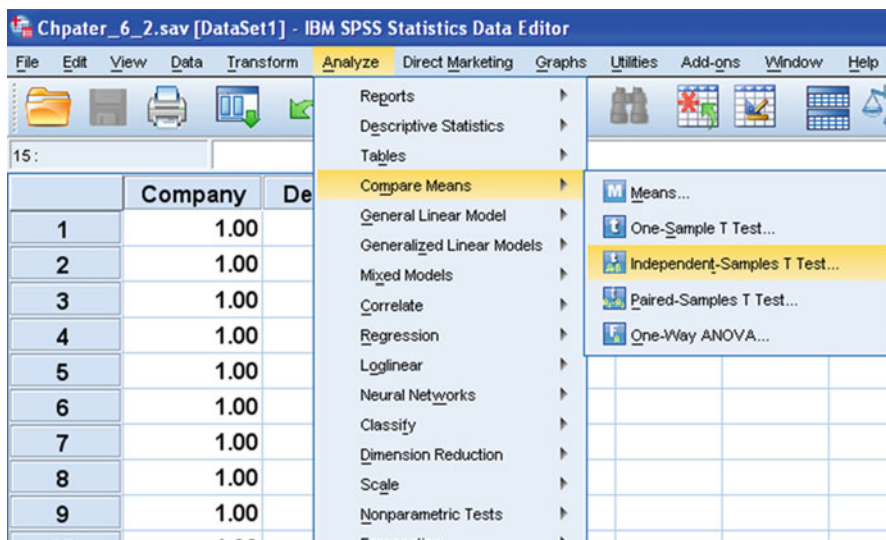 Chpater_6_2.sav [DataSet1] - IBM SPSS Statistics Data Editor
File Edit View Data Transform Analyze Direct Marketing Graphs Utilities Add-ons Window Help
15 :
Company De
1 1.00
2 1.00
3 1.00
4 1.00
5 1.00
6 1.00
7 1.00
8 1.00
9 1.00
Reports
Descriptive Statistics
Tables
Compare Means
General Linear Model
Generalized Linear Models
Mixed Models
Correlate
Regression
Loglinear
Neural Networks
Classify
Dimension Reduction
Scale
Nonparametric Tests
Means...
One-Sample T Test...
Independent-Samples T Test...
Paired-Samples T Test...
One-Way ANOVA...